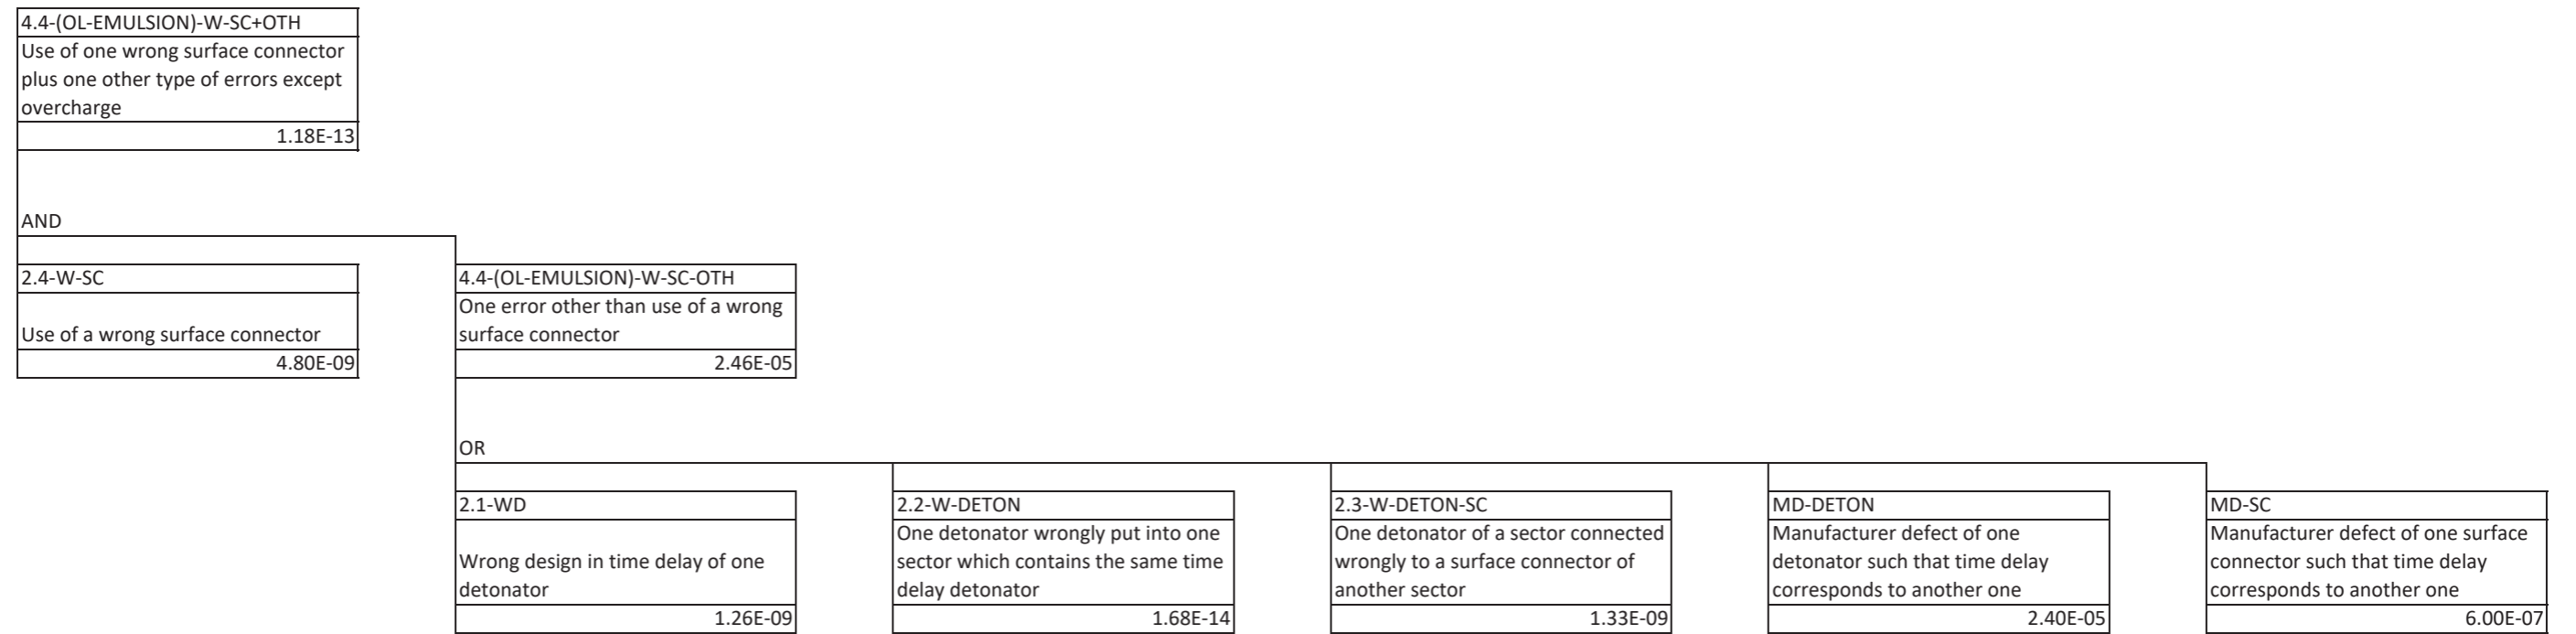 4.4-(OL-EMULSION)-W-SC+OTH
Use of one wrong surface connector
plus one other type of errors except
overcharge
1.18E-13
AND
2.4-W-SC
Use of a wrong surface connector
4.80E-09
4.4-(OL-EMULSION)-W-SC-OTH
One error other than use of a wrong
surface connector
2.46E-05
OR
2.1-WD
Wrong design in time delay of one
detonator
1.26E-09
2.2-W-DETON
One detonator wrongly put into one
sector which contains the same time
delay detonator
1.68E-14
2.3-W-DETON-SC
One detonator of a sector connected
wrongly to a surface connector of
another sector
1.33E-09
MD-DETON
Manufacturer defect of one
detonator such that time delay
corresponds to another one
2.40E-05
MD-SC
Manufacturer defect of one surface
connector such that time delay
corresponds to another one
6.00E-07